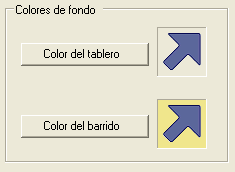 Colores de fondo
Color del tablero
Color del barrido